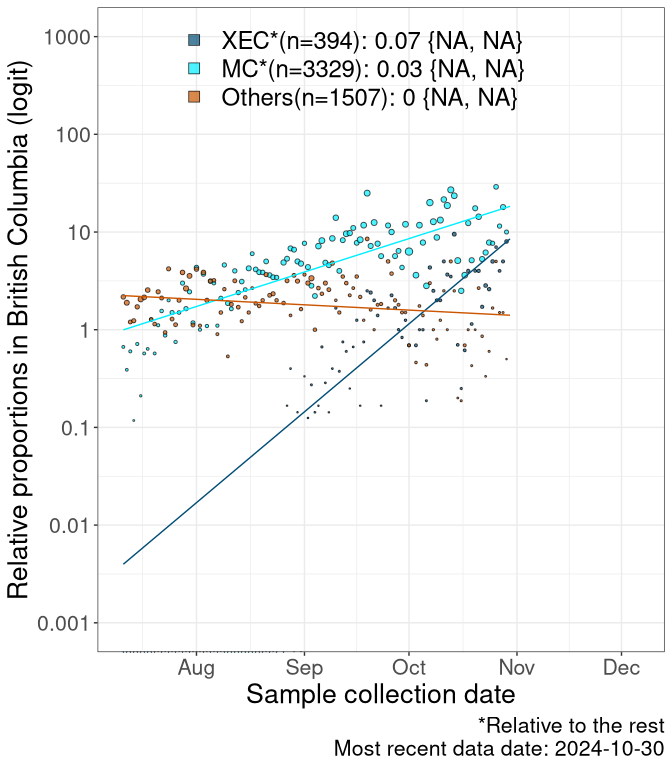 XEC*(n=394): 0.07 {NA, NA}
MC*(n=3329): 0.03 {NA, NA}
Others(n=1507): 0 {NA, NA}
Relative proportions in British Columbia (logit)
1000
100
10
1
0.1
0.01
0.001
Aug Sep Oct Nov Dec
Sample collection date
*Relative to the rest
Most recent data date: 2024-10-30